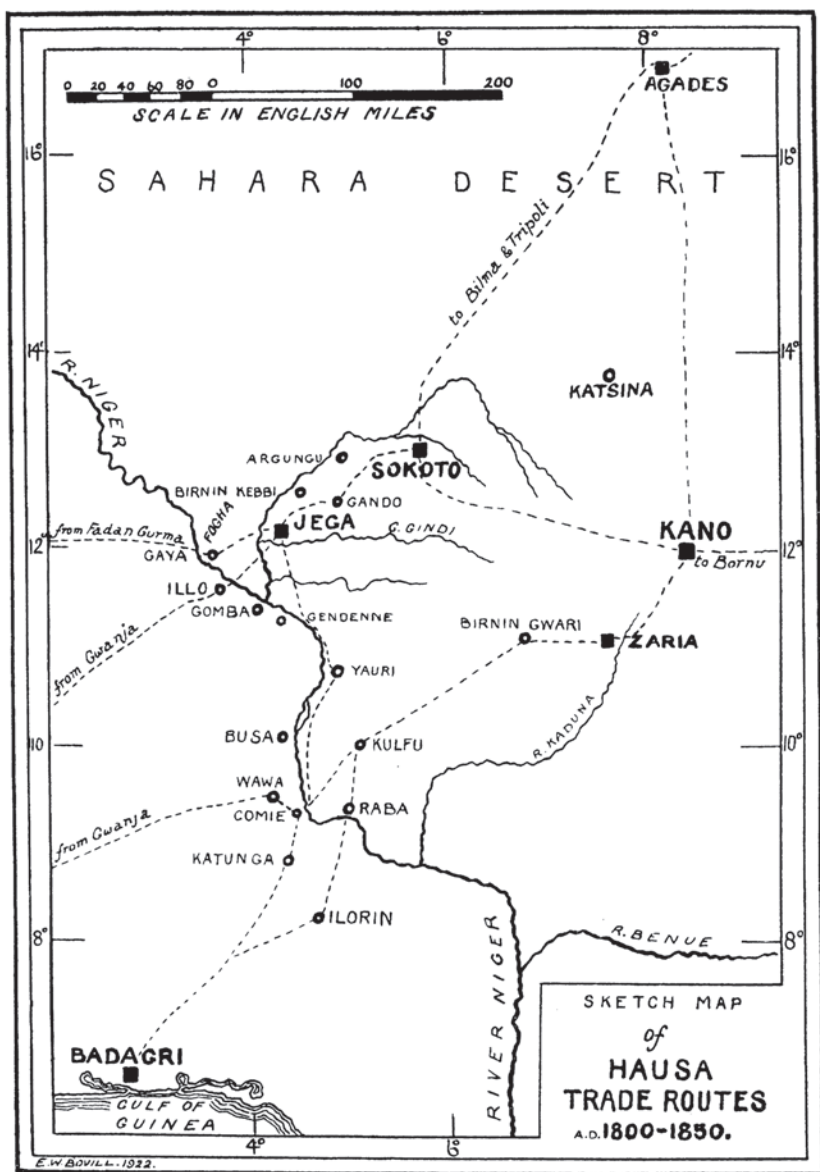 4°
8°
0 20 40 60 80 0 100 200
SCALE IN ENGLISH MILES
AGADES
16°
16°
SAHARA DESERT
to Bilma & Tripoli
14°
14°
R. NIGER
KATSINA
ARGUNGU
SOKOTO
BIRNIN KEBBI
GANDO
FOGHA
JEGA
G. GINDI
KANO
from Fadan Gurma
12°
12°
GAYA
to Bornu
ILLO
GOMBA
GENDENNE
BIRNIN GWARI
ZARIA
from Gwanja
YAURI
R. KADUNA
BUSA
KULFU
10°
10°
WAWA
COMIE
RABA
from Gwanja
KATUNGA
ILORIN
8°
8°
R. BENUE
RIVER NIGER
BADAGRI
GULF OF
GUINEA
4°
6°
SKETCH MAP
of
HAUSA
TRADE ROUTES
A.D. 1800-1850.
E.W. BOVILL. 1922.